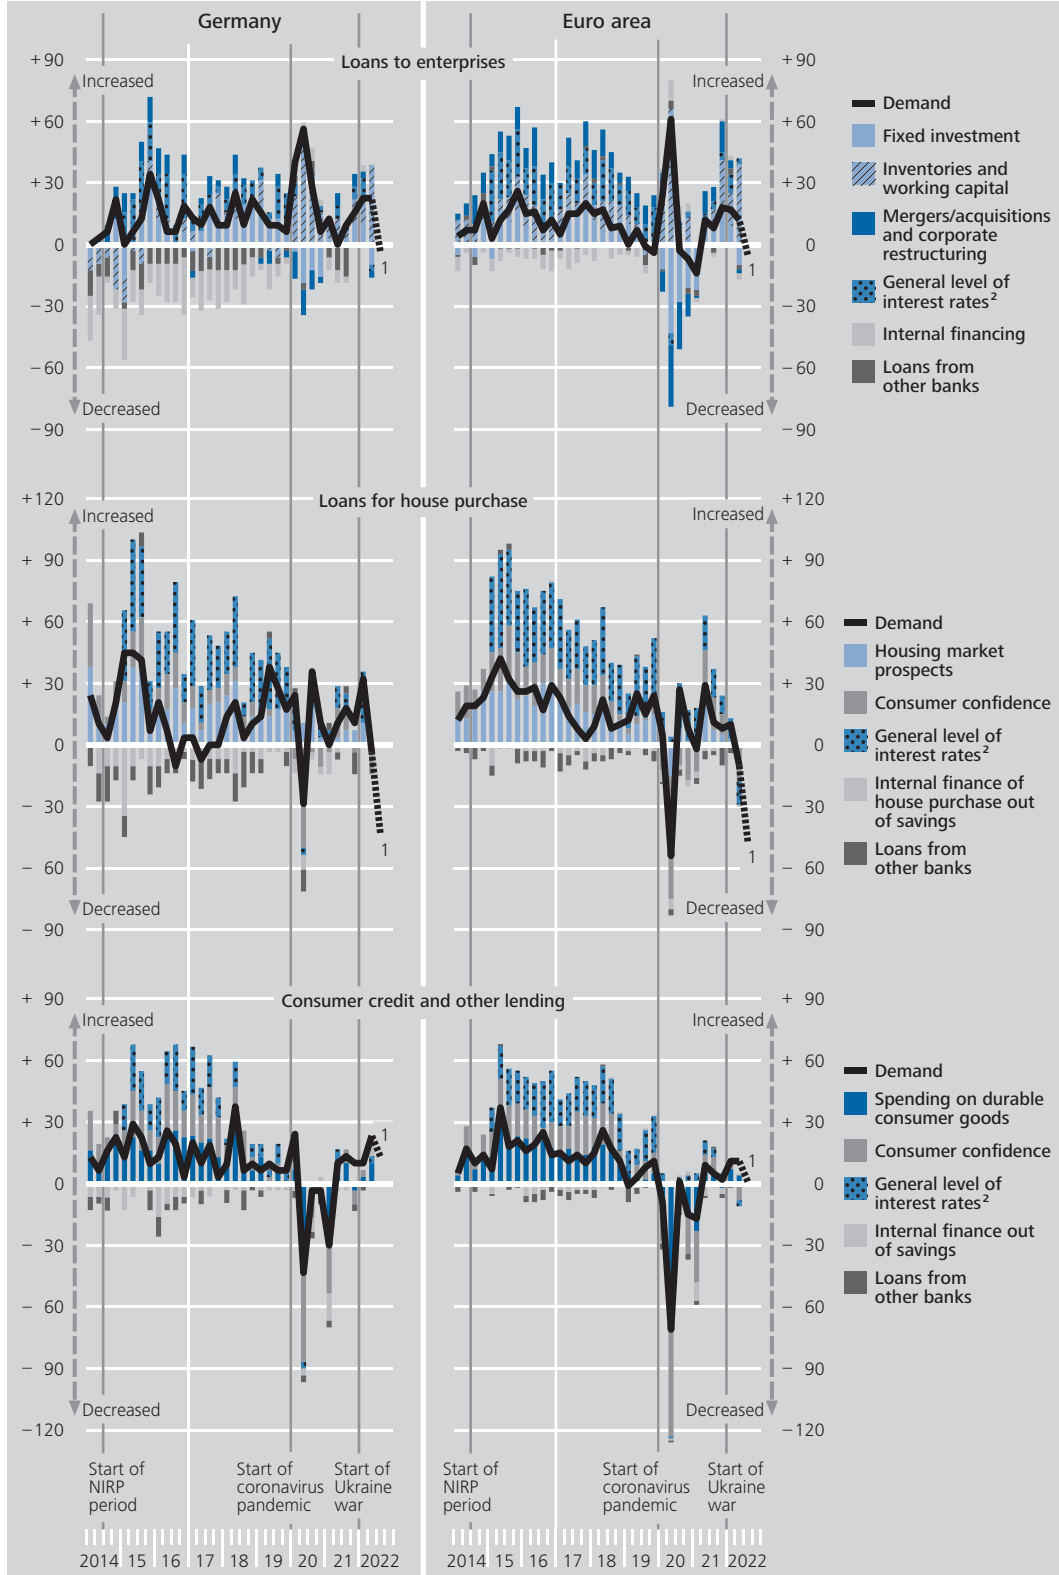 Germany
Euro area
Loans to enterprises
+90
+60
+30
0
−30
−60
−90
Increased
Decreased
1
Increased
Decreased
1
+90
+60
+30
0
−30
−60
−90
Demand
Fixed investment
Inventories and
working capital
Mergers/acquisitions
and corporate
restructuring
General level of
interest rates²
Internal financing
Loans from
other banks
Loans for house purchase
+120
+ 90
+ 60
+ 30
0
− 30
− 60
− 90
Increased
Decreased
1
Increased
Decreased
1
+120
+ 90
+ 60
+ 30
0
− 30
− 60
− 90
Demand
Housing market
prospects
Consumer confidence
General level of
interest rates²
Internal finance of
house purchase out
of savings
Loans from
other banks
Consumer credit and other lending
+ 90
+ 60
+ 30
0
− 30
− 60
− 90
−120
Increased
Decreased
1
Increased
Decreased
1
+ 90
+ 60
+ 30
0
− 30
− 60
− 90
−120
Demand
Spending on durable
consumer goods
Consumer confidence
General level of
interest rates²
Internal finance out
of savings
Loans from
other banks
Start of
NIRP
period
Start of
coronavirus
pandemic
Start of
Ukraine
war
Start of
NIRP
period
Start of
coronavirus
pandemic
Start of
Ukraine
war
2014 15 16 17 18 19 20 21 2022
2014 15 16 17 18 19 20 21 2022